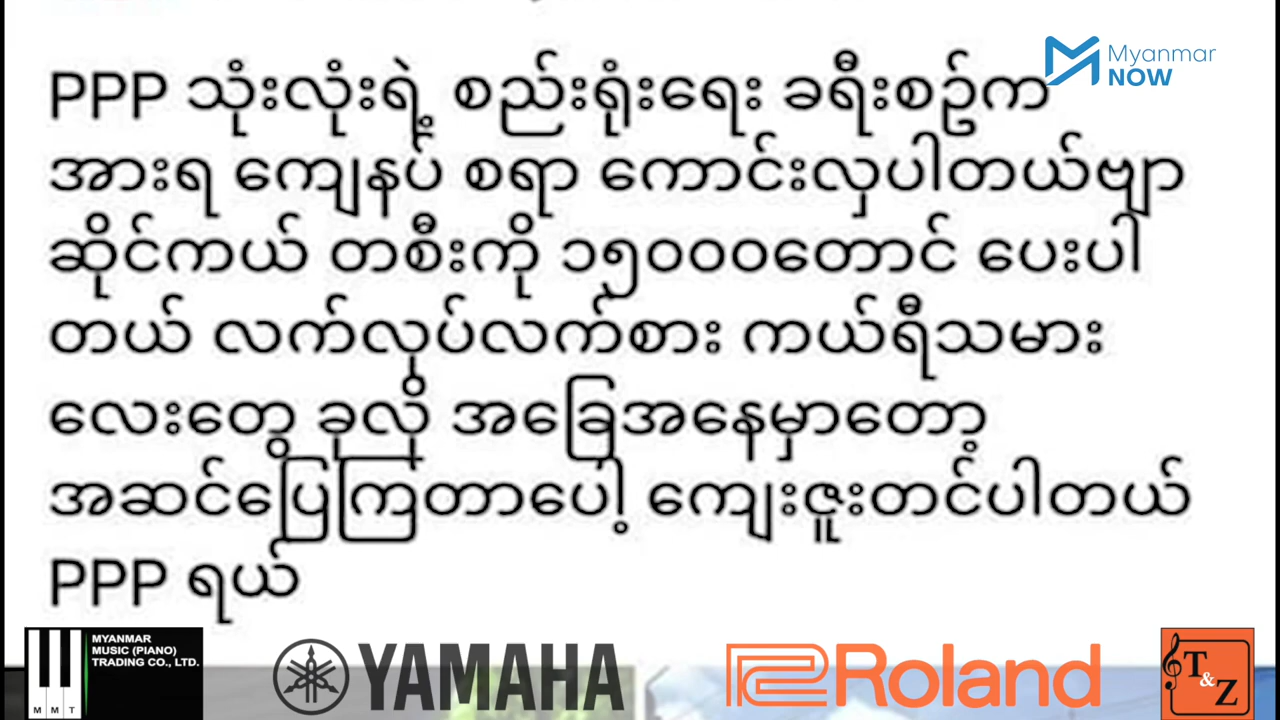 Myanmar
NOW
PPP သုံးလုံးရဲ့ စည်းရုံးရေး ခရီးစဥ်က
အားရ ကျေနပ် စရာ ကောင်းလှပါတယ်ဗျာ
ဆိုင်ကယ် တစီးကို ၁၅၀၀၀တောင် ပေးပါ
တယ် လက်လုပ်လက်စား ကယ်ရီသမား
လေးတွေ ခုလို အခြေအနေမှာတော့
အဆင်ပြေကြတာပေါ့ ကျေးဇူးတင်ပါတယ်
PPP ရယ်
MYANMAR
MUSIC (PIANO)
TRADING CO., LTD.
M M T
YAMAHA
Roland
T&Z